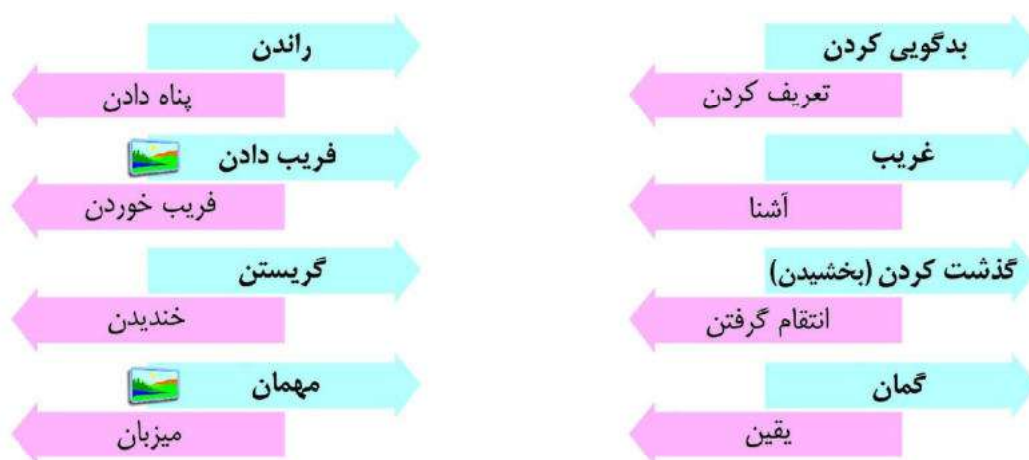 بدگویی کردن
تعریف کردن
غریب
آشنا
گذشت کردن (بخشیدن)
انتقام گرفتن
گمان
یقین
راندن
پناه دادن
فریب دادن
فریب خوردن
گریستن
خندیدن
مهمان
میزبان